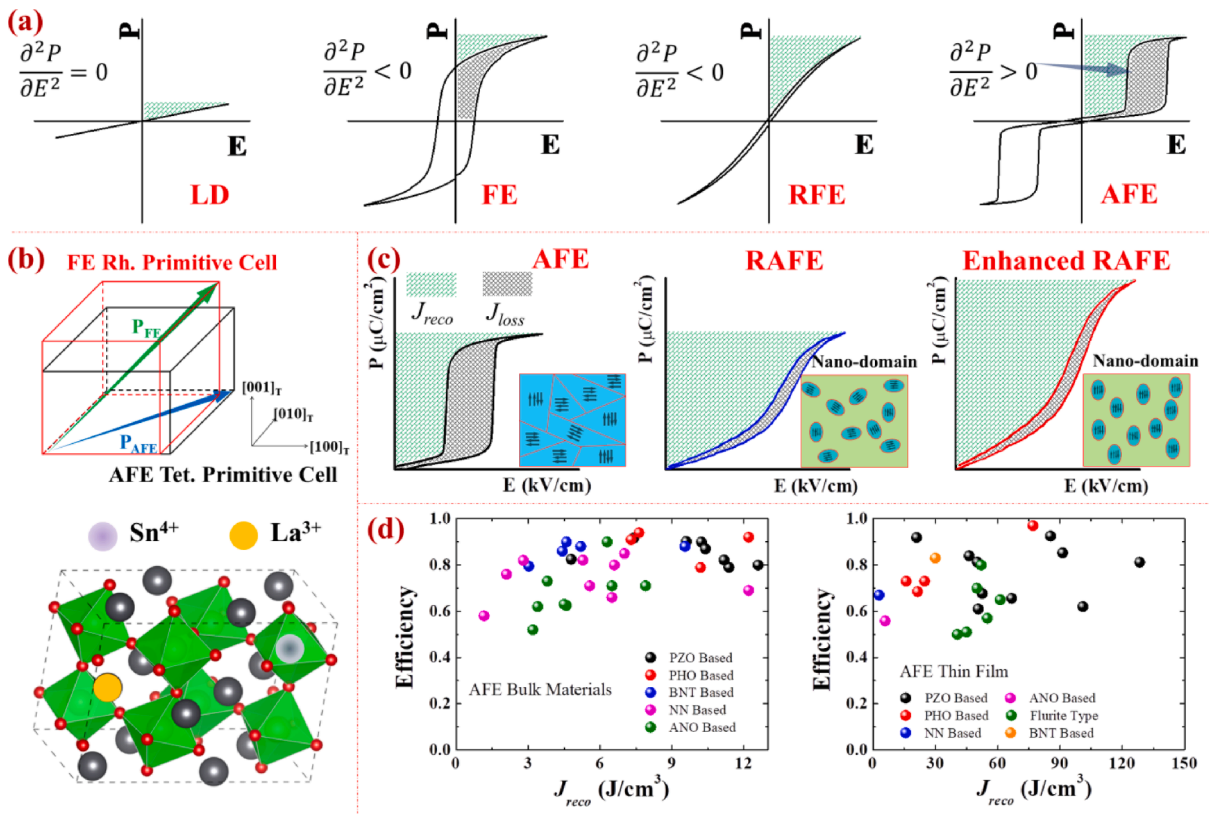 (a)
∂²P/∂E² = 0
P
E
LD
∂²P/∂E² < 0
P
E
FE
∂²P/∂E² < 0
P
E
RFE
∂²P/∂E² > 0
P
E
AFE
(b)
FE Rh. Primitive Cell
P_FE
P_AFE
[001]_T
[010]_T
[100]_T
AFE Tet. Primitive Cell
Sn⁴⁺
La³⁺
(c)
AFE
J_reco
J_loss
P (μC/cm²)
E (kV/cm)
RAFE
P (μC/cm²)
Nano-domain
E (kV/cm)
Enhanced RAFE
P (μC/cm²)
Nano-domain
E (kV/cm)
(d)
Efficiency
1.0
0.8
0.6
0.4
0.2
0.0
AFE Bulk Materials
PZO Based
PHO Based
BNT Based
NN Based
ANO Based
0 3 6 9 12
J_reco (J/cm³)
Efficiency
1.0
0.8
0.6
0.4
0.2
0.0
AFE Thin Film
PZO Based
PHO Based
NN Based
ANO Based
Flurite Type
BNT Based
0 30 60 90 120 150
J_reco (J/cm³)